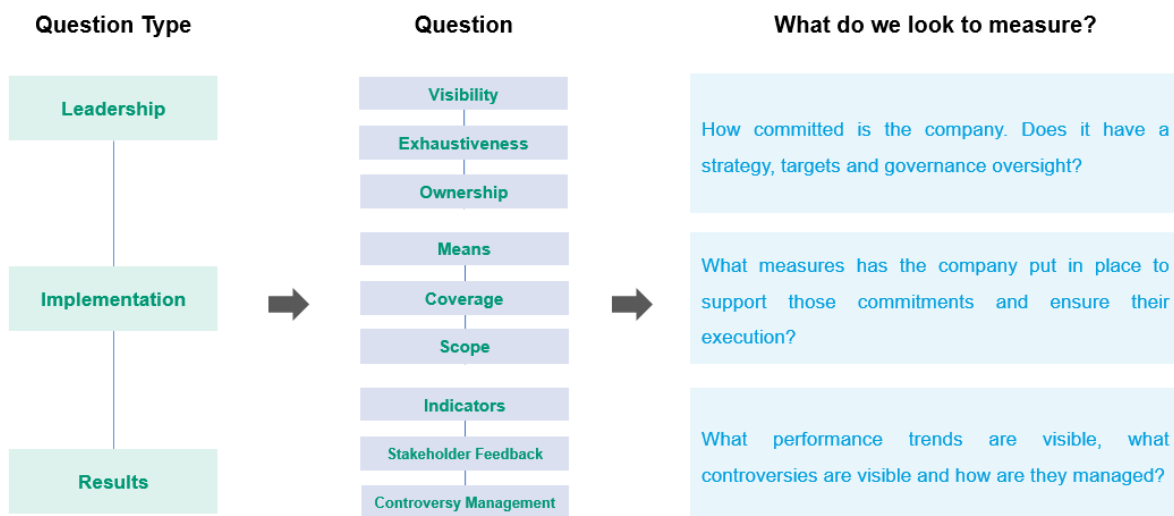 Question Type
Question
What do we look to measure?
Leadership
Visibility
Exhaustiveness
Ownership
How committed is the company. Does it have a
strategy, targets and governance oversight?
Implementation
Means
Coverage
Scope
What measures has the company put in place to
support those commitments and ensure their
execution?
Results
Indicators
Stakeholder Feedback
Controversy Management
What performance trends are visible, what
controversies are visible and how are they managed?